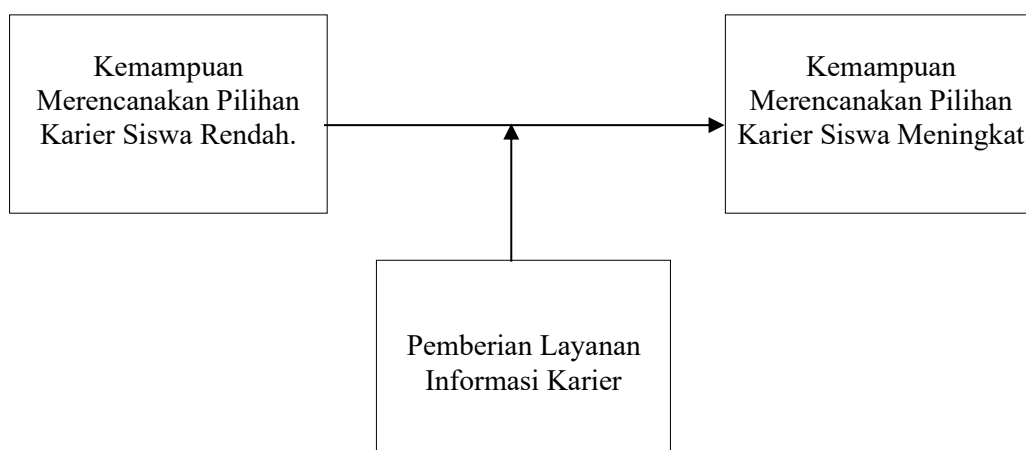 Kemampuan
Merencanakan Pilihan
Karier Siswa Rendah.
Kemampuan
Merencanakan Pilihan
Karier Siswa Meningkat
Pemberian Layanan
Informasi Karier